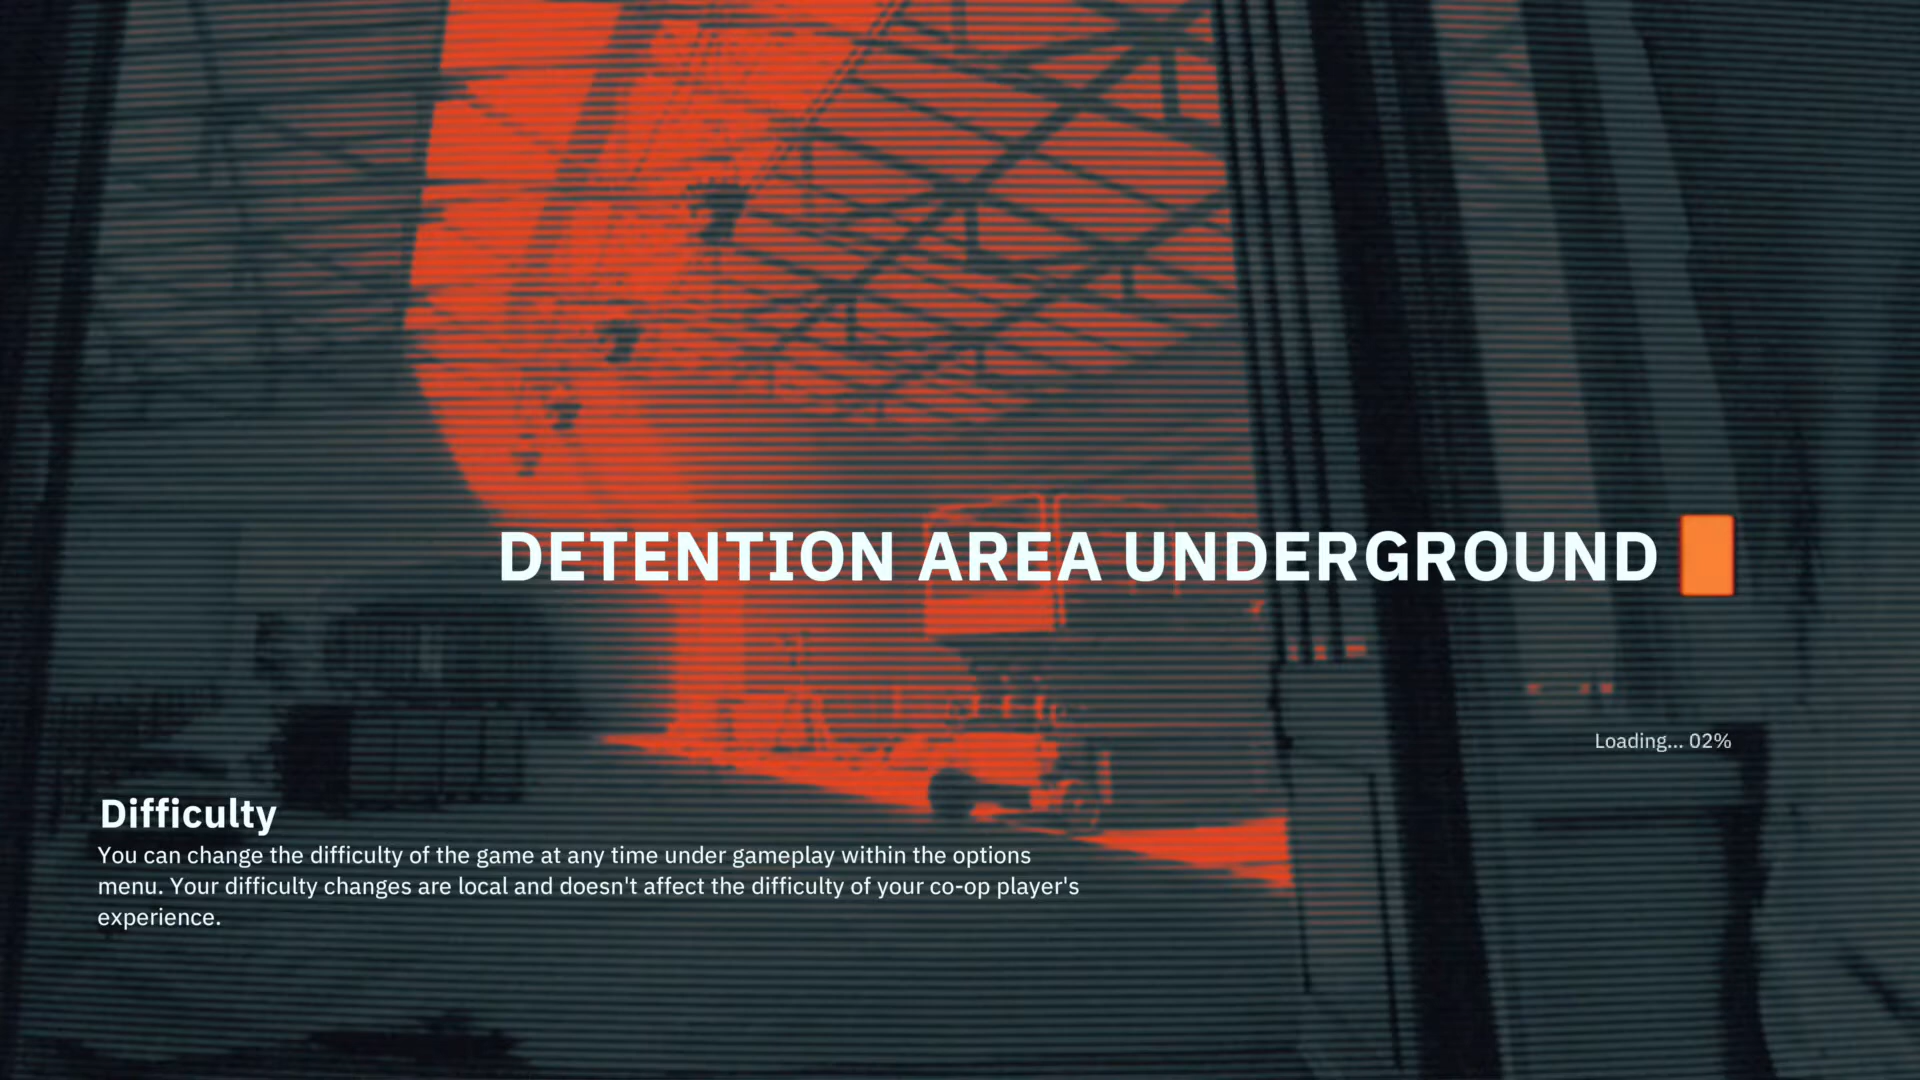 DETENTION AREA UNDERGROUND
Loading... 02%
Difficulty
You can change the difficulty of the game at any time under gameplay within the options
menu. Your difficulty changes are local and doesn't affect the difficulty of your co-op player's
experience.